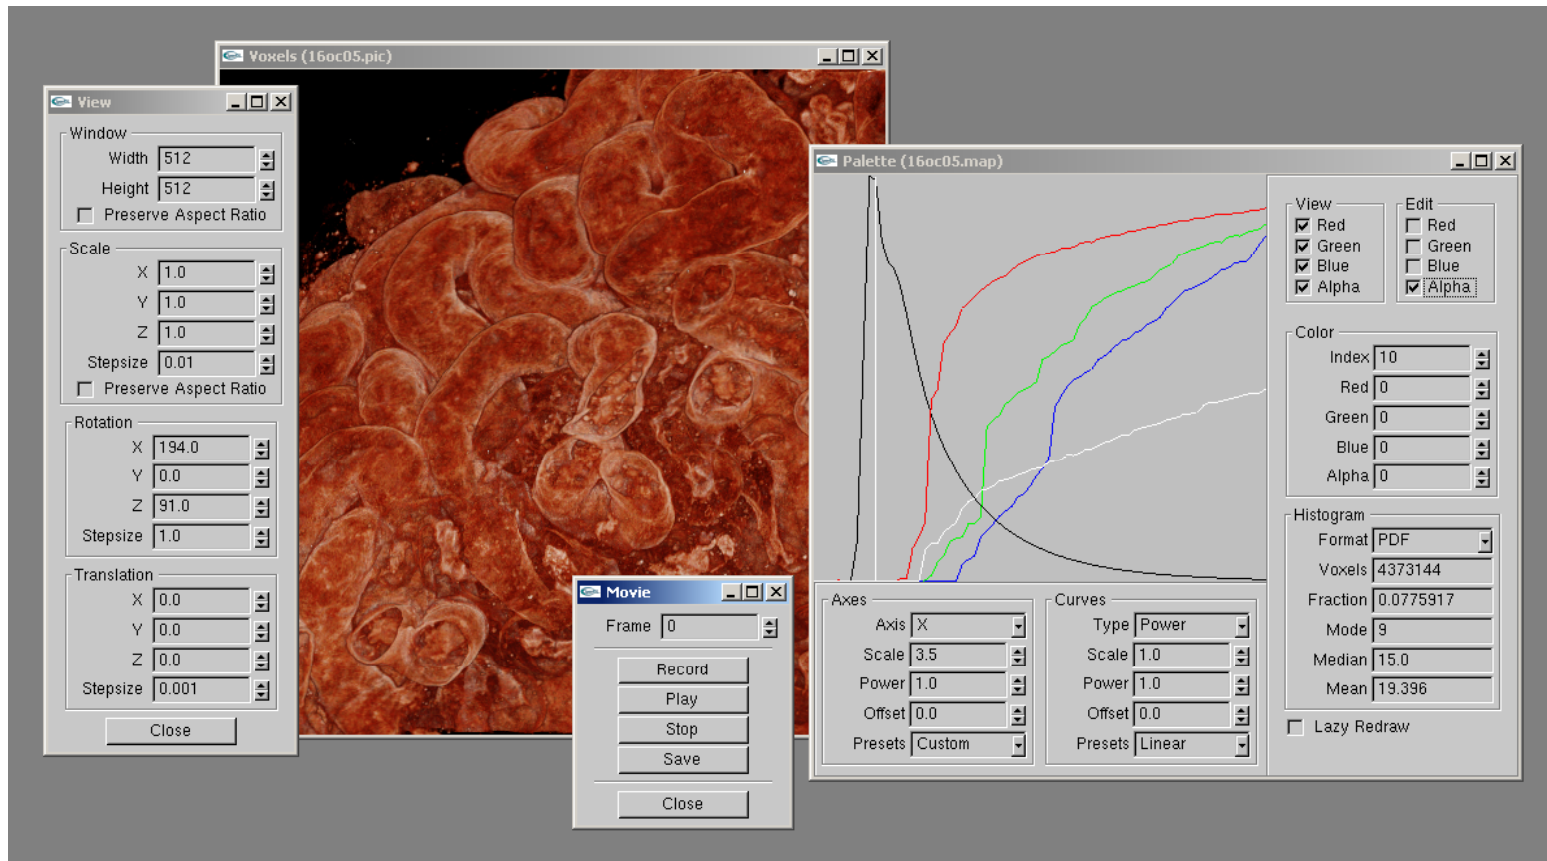 Voxels (16oc05.pic)
View
Window
Width 512
Height 512
Preserve Aspect Ratio
Scale
X 1.0
Y 1.0
Z 1.0
Stepsize 0.01
Preserve Aspect Ratio
Rotation
X 194.0
Y 0.0
Z 91.0
Stepsize 1.0
Translation
X 0.0
Y 0.0
Z 0.0
Stepsize 0.001
Close
Movie
Frame 0
Record
Play
Stop
Save
Close
Palette (16oc05.map)
View
Red
Green
Blue
Alpha
Edit
Red
Green
Blue
Alpha
Color
Index 10
Red 0
Green 0
Blue 0
Alpha 0
Histogram
Format PDF
Voxels 4373144
Fraction 0.0775917
Mode 9
Median 15.0
Mean 19.396
Lazy Redraw
Axes
Axis X
Scale 3.5
Power 1.0
Offset 0.0
Presets Custom
Curves
Type Power
Scale 1.0
Power 1.0
Offset 0.0
Presets Linear